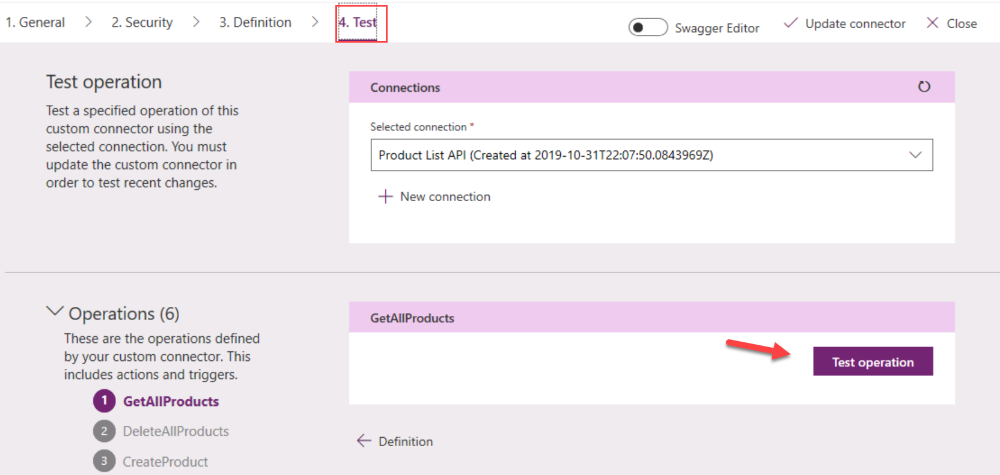 1. General
2. Security
3. Definition
4. Test
Swagger Editor
Update connector
Close
Test operation
Test a specified operation of this
custom connector using the
selected connection. You must
update the custom connector in
order to test recent changes.
Connections
Selected connection *
Product List API (Created at 2019-10-31T22:07:50.0843969Z)
New connection
Operations (6)
These are the operations defined
by your custom connector. This
includes actions and triggers.
1 GetAllProducts
2 DeleteAllProducts
3 CreateProduct
GetAllProducts
Test operation
Definition